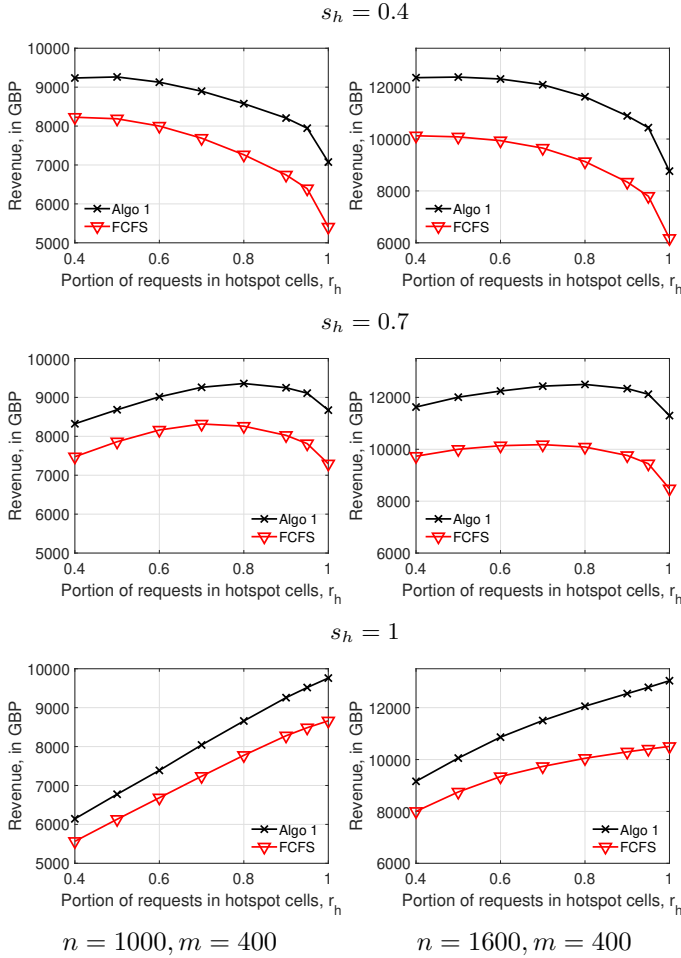 s_h = 0.4
10000
9000
8000
7000
6000
5000
Revenue, in GBP
Algo 1
FCFS
0.4
0.6
0.8
1
Portion of requests in hotspot cells, r_h
12000
10000
8000
6000
Revenue, in GBP
Algo 1
FCFS
0.4
0.6
0.8
1
Portion of requests in hotspot cells, r_h
s_h = 0.7
10000
9000
8000
7000
6000
5000
Revenue, in GBP
Algo 1
FCFS
0.4
0.6
0.8
1
Portion of requests in hotspot cells, r_h
12000
10000
8000
6000
Revenue, in GBP
Algo 1
FCFS
0.4
0.6
0.8
1
Portion of requests in hotspot cells, r_h
s_h = 1
10000
9000
8000
7000
6000
5000
Revenue, in GBP
Algo 1
FCFS
0.4
0.6
0.8
1
Portion of requests in hotspot cells, r_h
12000
10000
8000
6000
Revenue, in GBP
Algo 1
FCFS
0.4
0.6
0.8
1
Portion of requests in hotspot cells, r_h
n = 1000, m = 400
n = 1600, m = 400